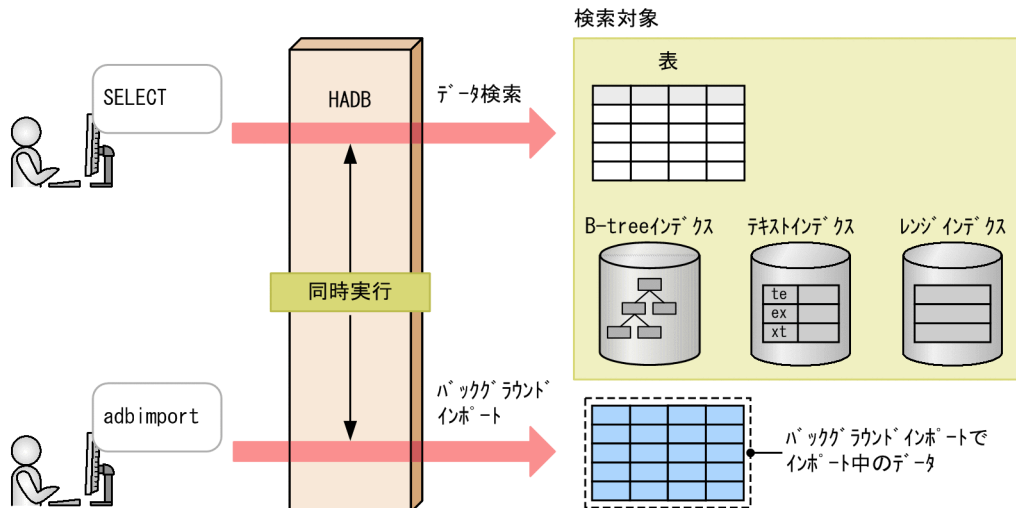 検索対象
表
SELECT
HADB
データ検索
B-treeインデクス
テキストインデクス
レンジインデクス
te
ex
xt
同時実行
adbimport
バックグラウンド
インポート
バックグラウンドインポートで
インポート中のデータ